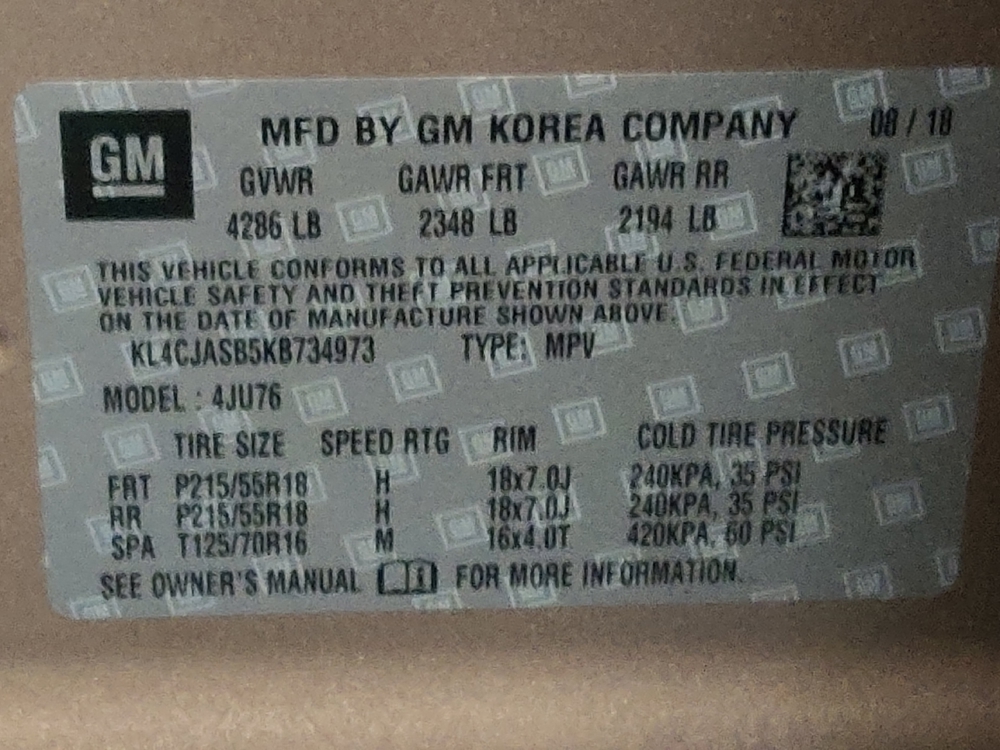 GM MFD BY GM KOREA COMPANY 08 / 18
GVWR GAWR FRT GAWR RR
4286 LB 2348 LB 2194 LB
THIS VEHICLE CONFORMS TO ALL APPLICABLE U.S. FEDERAL MOTOR
VEHICLE SAFETY AND THEFT PREVENTION STANDARDS IN EFFECT
ON THE DATE OF MANUFACTURE SHOWN ABOVE.
KL4CJASB5KB734973 TYPE: MPV
MODEL : 4JU76
TIRE SIZE SPEED RTG RIM COLD TIRE PRESSURE
FRT P215/55R18 H 18x7.0J 240KPA, 35 PSI
RR P215/55R18 H 18x7.0J 240KPA, 35 PSI
SPA T125/70R16 M 16x4.0T 420KPA, 60 PSI
SEE OWNER'S MANUAL FOR MORE INFORMATION.